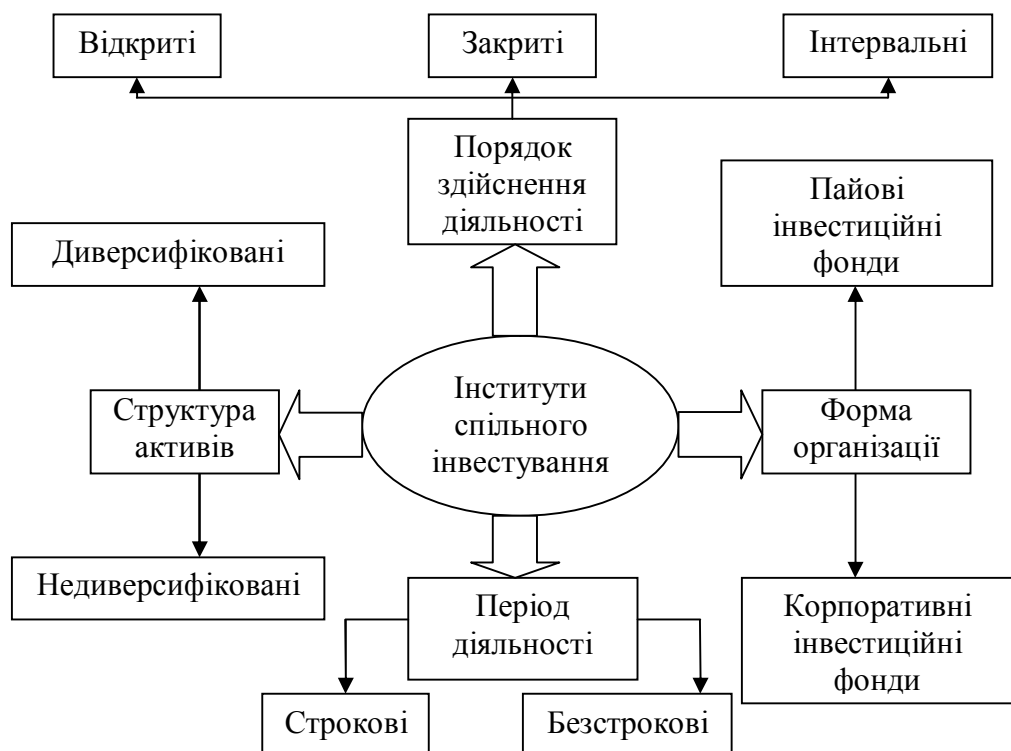 Відкриті
Закриті
Інтервальні
Порядок
здійснення
діяльності
Пайові
інвестиційні
фонди
Диверсифіковані
Інститути
спільного
інвестування
Структура
активів
Форма
організації
Недиверсифіковані
Період
діяльності
Корпоративні
інвестиційні
фонди
Строкові
Безстрокові